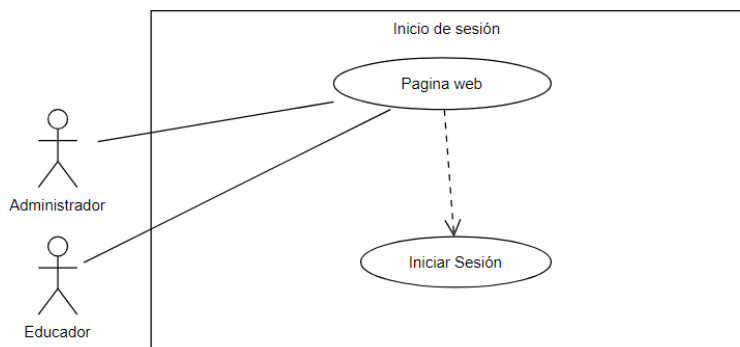 Inicio de sesión
Pagina web
Administrador
Iniciar Sesión
Educador